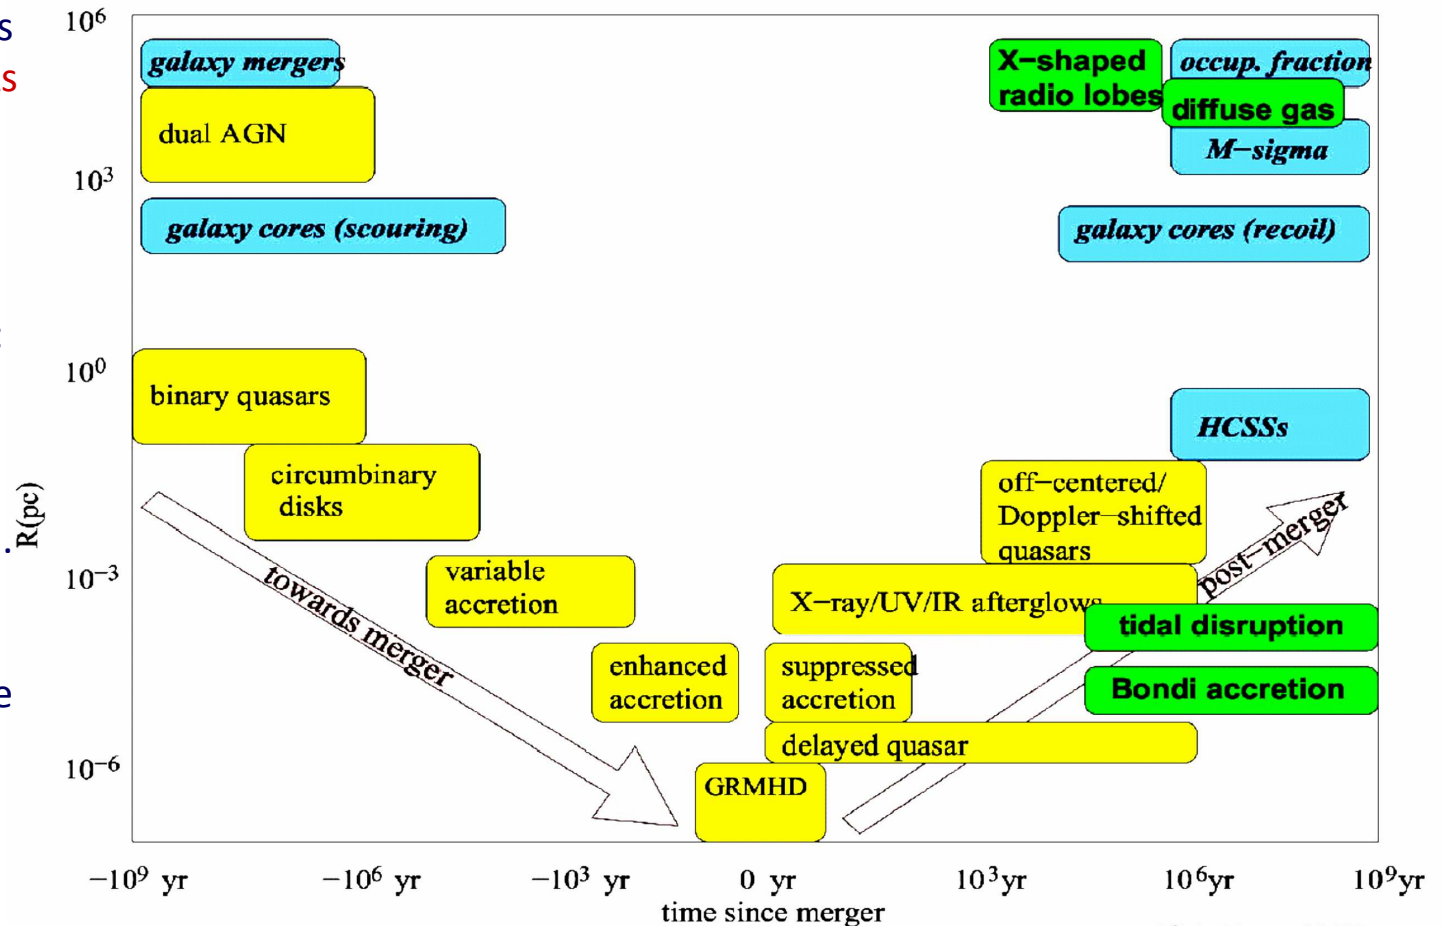 10⁶
galaxy mergers
dual AGN
10³
galaxy cores (scouring)
X−shaped
radio lobes
occup. fraction
diffuse gas
M−sigma
galaxy cores (recoil)
10⁰
binary quasars
circumbinary
disks
HCSSs
off−centered/
Doppler−shifted
quasars
R(pc)
10⁻³
variable
accretion
towards merger
X−ray/UV/IR afterglows
post−merger
tidal disruption
enhanced
accretion
suppressed
accretion
Bondi accretion
delayed quasar
10⁻⁶
GRMHD
−10⁹ yr
−10⁶ yr
−10³ yr
0 yr
10³yr
10⁶yr
10⁹yr
time since merger